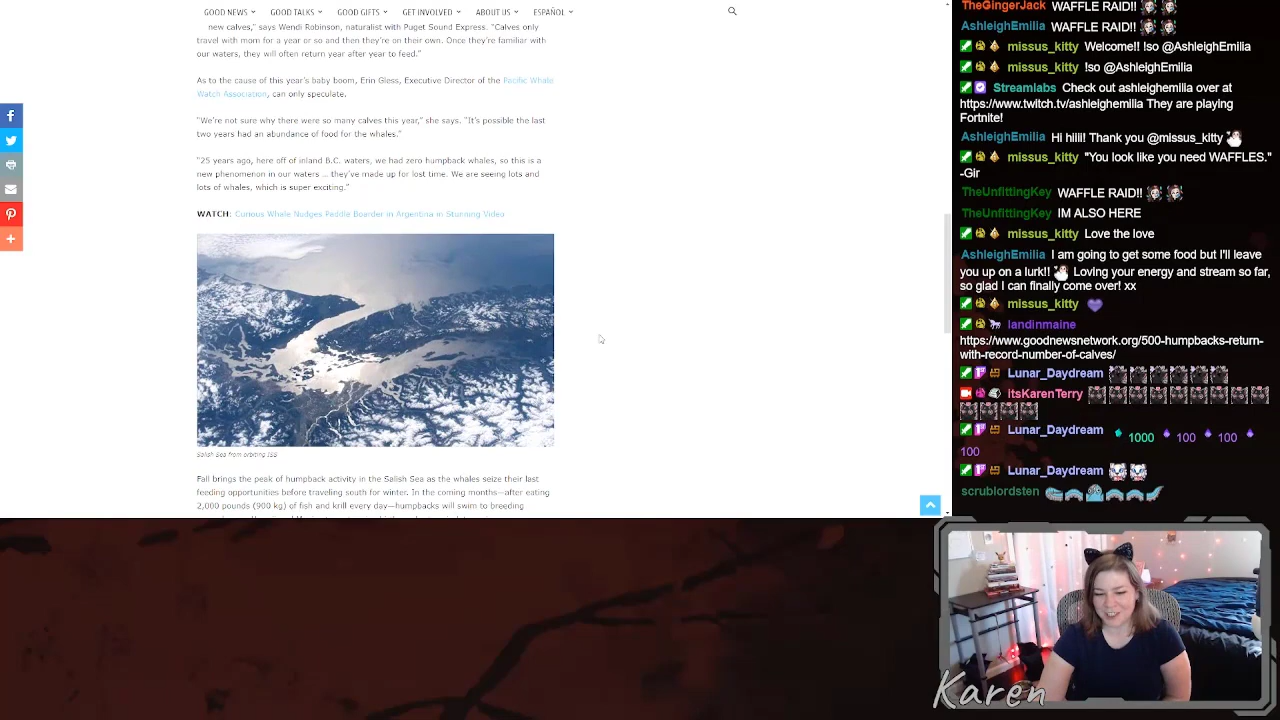 GOOD NEWS GOOD TALKS GOOD GIFTS GET INVOLVED ABOUT US ESPAÑOL
new calves," says Wendi Robinson, naturalist with Puget Sound Express. "Calves only
travel with mom for a year or so and then they're on their own. Once they're familiar with
our waters, they will often return year after year to feed."
As to the cause of this year's baby boom, Erin Gless, Executive Director of the Pacific Whale
Watch Association, can only speculate.
"We're not sure why there were so many calves this year," she says. "It's possible the last
two years had an abundance of food for the whales."
"25 years ago, here off of inland B.C. waters, we had zero humpback whales, so this is a
new phenomenon in our waters … they've made up for lost time. We are seeing lots and
lots of whales, which is super exciting."
WATCH: Curious Whale Nudges Paddle Boarder in Argentina in Stunning Video
Salish Sea from orbiting ISS
Fall brings the peak of humpback activity in the Salish Sea as the whales seize their last
feeding opportunities before traveling south for winter. In the coming months—after eating
2,000 pounds (900 kg) of fish and krill every day—humpbacks will swim to breeding
TheGingerJack WAFFLE RAID!!
AshleighEmilia WAFFLE RAID!!
missus_kitty Welcome!! !so @AshleighEmilia
missus_kitty !so @AshleighEmilia
Streamlabs Check out ashleighemilia over at
https://www.twitch.tv/ashleighemilia They are playing
Fortnite!
AshleighEmilia Hi hiiii! Thank you @missus_kitty
missus_kitty "You look like you need WAFFLES."
-Gir
TheUnfittingKey WAFFLE RAID!!
TheUnfittingKey IM ALSO HERE
missus_kitty Love the love
AshleighEmilia I am going to get some food but I'll leave
you up on a lurk!! Loving your energy and stream so far,
so glad I can finally come over! xx
missus_kitty
landinmaine
https://www.goodnewsnetwork.org/500-humpbacks-return-
with-record-number-of-calves/
Lunar_Daydream
ItsKarenTerry
Lunar_Daydream 1000 100 100
100
Lunar_Daydream
scrublordsten
Karen